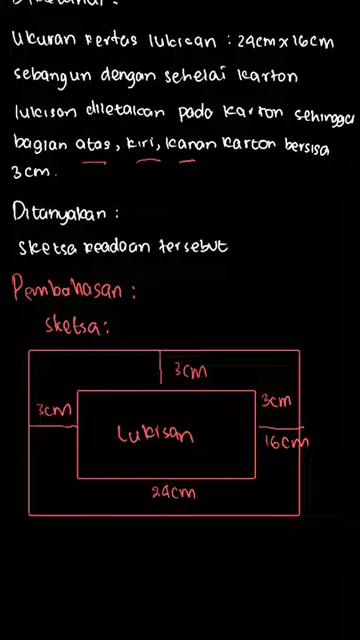 Ukuran kertas lukisan : 24cm x 16cm
sebangun dengan sehelai karton
lukisan diletakan pada karton sehingga
bagian atas, kiri, kanan karton bersisa
3cm.
Ditanyakan :
sketsa keadaan tersebut
Pembahasan :
sketsa:
3cm
3cm
3cm
lukisan
16cm
24cm